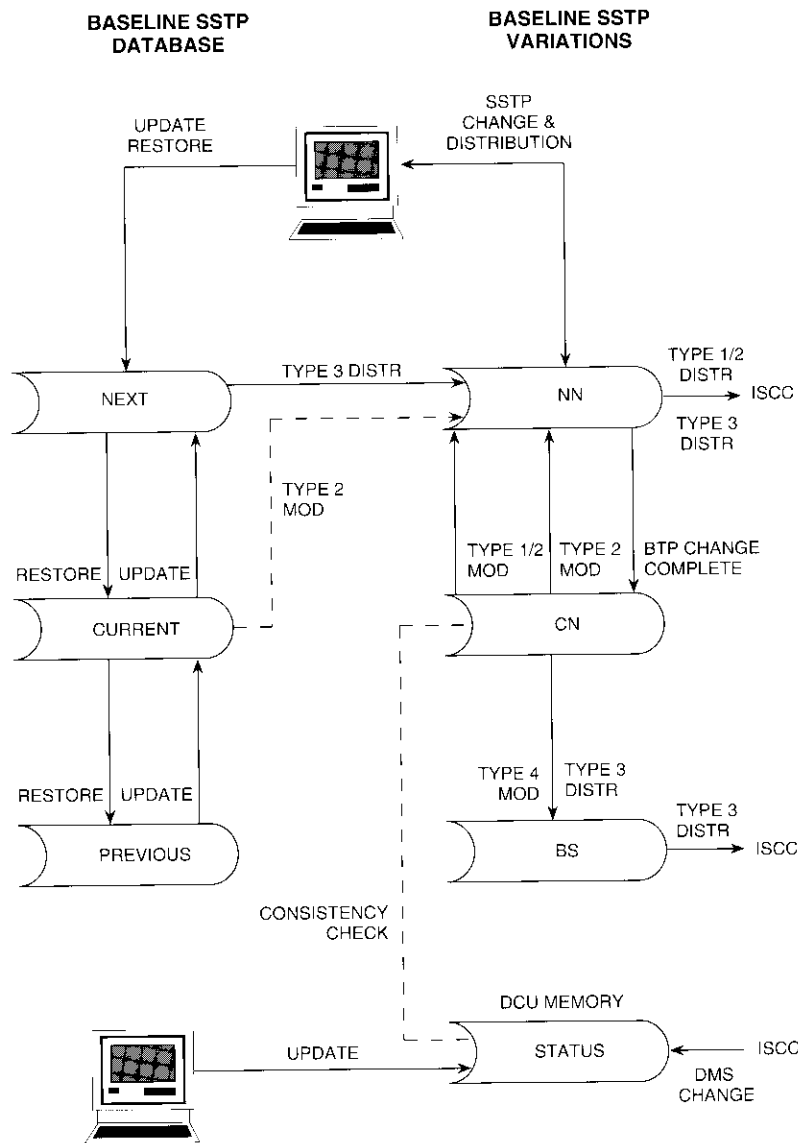 BASELINE SSTP
DATABASE
BASELINE SSTP
VARIATIONS
UPDATE
RESTORE
SSTP
CHANGE &
DISTRIBUTION
NEXT
TYPE 3 DISTR
NN
TYPE 1/2
DISTR
ISCC
TYPE 3
DISTR
TYPE 2
MOD
RESTORE
UPDATE
TYPE 1/2
MOD
TYPE 2
MOD
BTP CHANGE
COMPLETE
CURRENT
CN
RESTORE
UPDATE
TYPE 4
MOD
TYPE 3
DISTR
PREVIOUS
BS
TYPE 3
DISTR
ISCC
CONSISTENCY
CHECK
DCU MEMORY
UPDATE
STATUS
ISCC
DMS
CHANGE